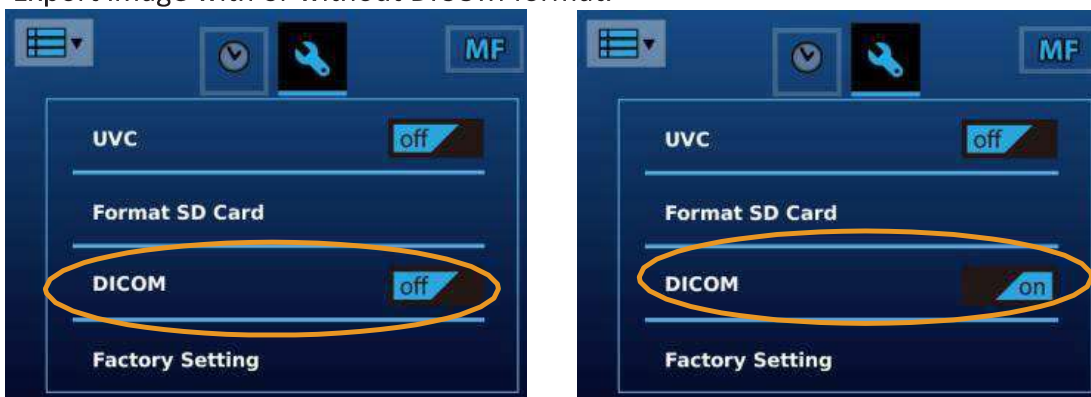 Export image with or without DICOM format.
MF
UVC off
Format SD Card
DICOM off
Factory Setting
MF
UVC off
Format SD Card
DICOM on
Factory Setting